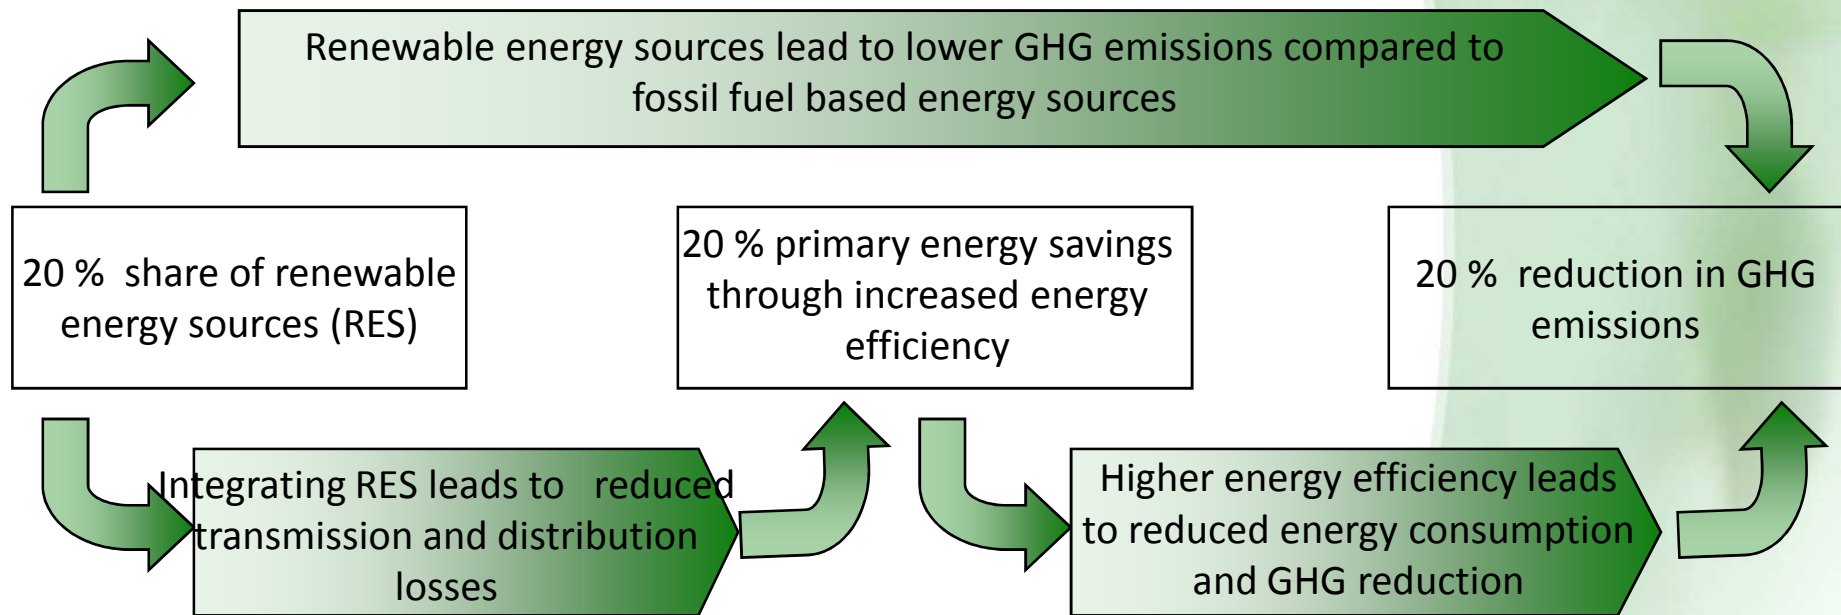 Renewable energy sources lead to lower GHG emissions compared to
fossil fuel based energy sources
20 % share of renewable
energy sources (RES)
20 % primary energy savings
through increased energy
efficiency
20 % reduction in GHG
emissions
Integrating RES leads to reduced
transmission and distribution
losses
Higher energy efficiency leads
to reduced energy consumption
and GHG reduction